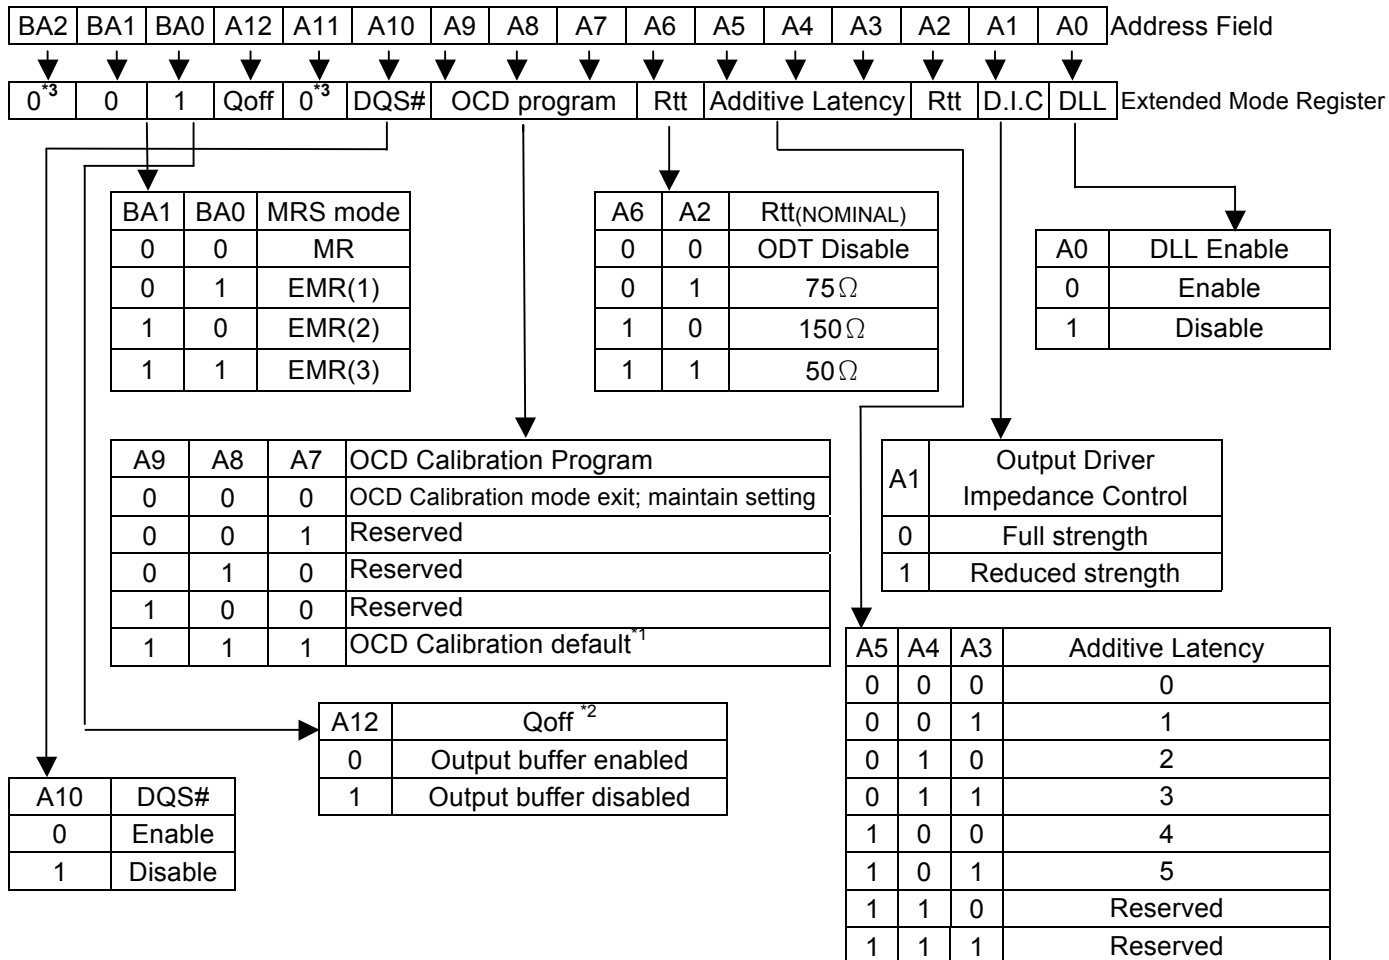 BA2 BA1 BA0 A12 A11 A10 A9 A8 A7 A6 A5 A4 A3 A2 A1 A0 Address Field
0*3 0 1 Qoff 0*3 DQS# OCD program Rtt Additive Latency Rtt D.I.C DLL Extended Mode Register
BA1 BA0 MRS mode
0 0 MR
0 1 EMR(1)
1 0 EMR(2)
1 1 EMR(3)
A6 A2 Rtt(NOMINAL)
0 0 ODT Disable
0 1 75Ω
1 0 150Ω
1 1 50Ω
A0 DLL Enable
0 Enable
1 Disable
A9 A8 A7 OCD Calibration Program
0 0 0 OCD Calibration mode exit; maintain setting
0 0 1 Reserved
0 1 0 Reserved
1 0 0 Reserved
1 1 1 OCD Calibration default*1
A1 Output Driver
Impedance Control
0 Full strength
1 Reduced strength
A12 Qoff *2
0 Output buffer enabled
1 Output buffer disabled
A10 DQS#
0 Enable
1 Disable
A5 A4 A3 Additive Latency
0 0 0 0
0 0 1 1
0 1 0 2
0 1 1 3
1 0 0 4
1 0 1 5
1 1 0 Reserved
1 1 1 Reserved